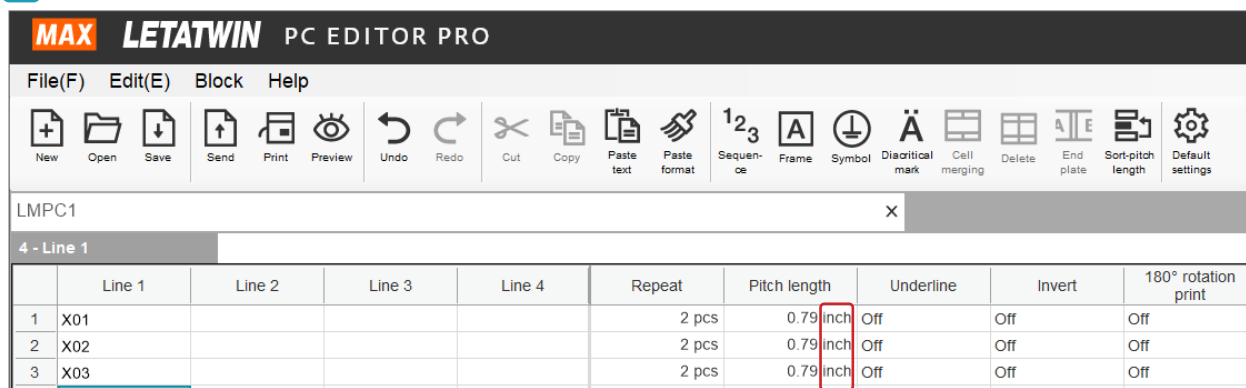 MAX LETATWIN PC EDITOR PRO
File(F) Edit(E) Block Help
New Open Save Send Print Preview Undo Redo Cut Copy Paste text Paste format Sequen-ce Frame Symbol Diacritical mark Cell merging Delete End plate Sort-pitch length Default settings
LMPC1 ×
4 - Line 1
Line 1 Line 2 Line 3 Line 4 Repeat Pitch length Underline Invert 180° rotation print
1 X01 2 pcs 0.79 inch Off Off Off
2 X02 2 pcs 0.79 inch Off Off Off
3 X03 2 pcs 0.79 inch Off Off Off